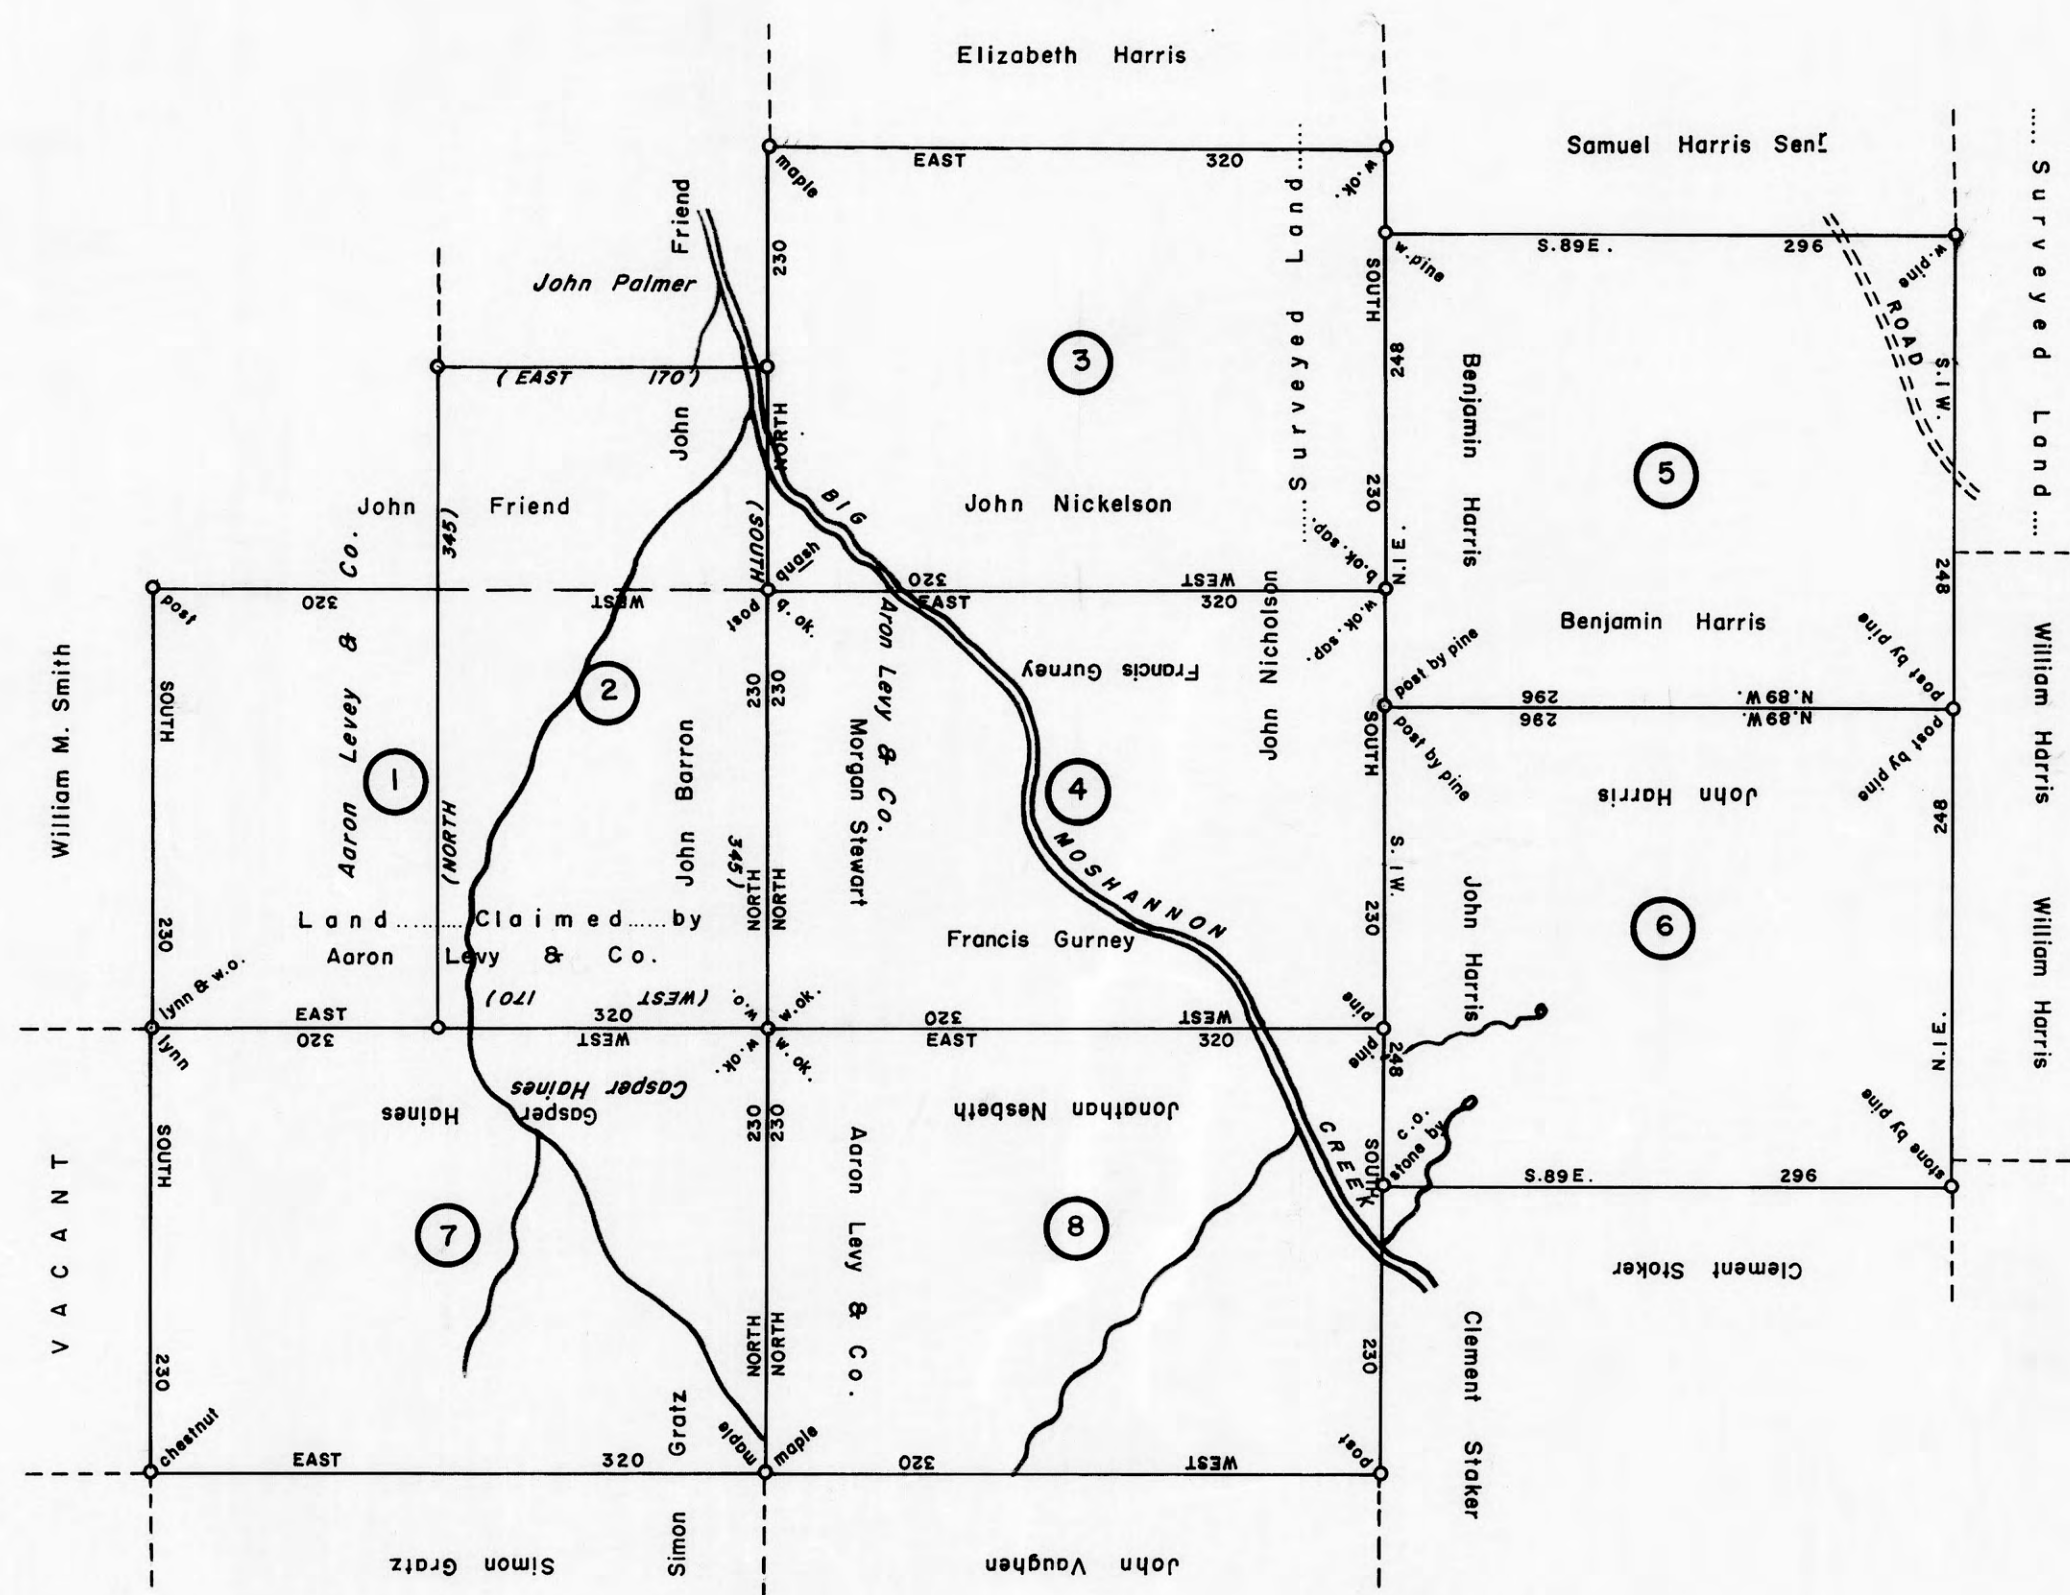 Elizabeth Harris
Samuel Harris Senr
..... Surveyed Land ....
maple
EAST 320
w.ok.
John Friend
John Palmer
230
NORTH
......Surveyed Land......
SOUTH
230
w.pine
S.89E. 296
w.pine
ROAD
S.1W.
248
(EAST 170)
3
248
N.1E.
Benjamin Harris
5
John Friend
345)
(NORTH
(SOUTH
345)
BIG
MOSHANNON
CREEK
John Nickelson
quash
b.ok.sap.
320 WEST
post
320 WEST
post
b.ok.
EAST 320
w.ok.sap.
Benjamin Harris
William M. Smith
SOUTH
230
Aaron Levey & Co.
1
2
John Barron
230
NORTH
230
NORTH
Aron Levy & Co.
Morgan Stewart
Francis Gurney
John Nicholson
4
SOUTH
230
post by pine
296 N.89W.
post by pine
post by pine
296 N.89W.
post by pine
S.1W.
248
John Harris
John Harris
6
248
N.1E.
William Harris
William Harris
Land..........Claimed.....by
Aaron Levy & Co.
Francis Gurney
lynn & w.o.
EAST 320
(WEST 170)
w.o.
w.ok.
320 WEST
pine
lynn
320 WEST
w.ok.
w.ok.
EAST 320
pine
Casper Haines
Casper Haines
Jonathan Nesbeth
c.o.
stone by
S.89E. 296
stone by pine
VACANT
SOUTH
230
7
230
NORTH
230
NORTH
Aaron Levy & Co.
8
SOUTH
230
Clement Stoker
Clement Staker
chestnut
EAST 320
maple
maple
320 WEST
post
Simon Gratz
Simon Gratz
John Vaughen